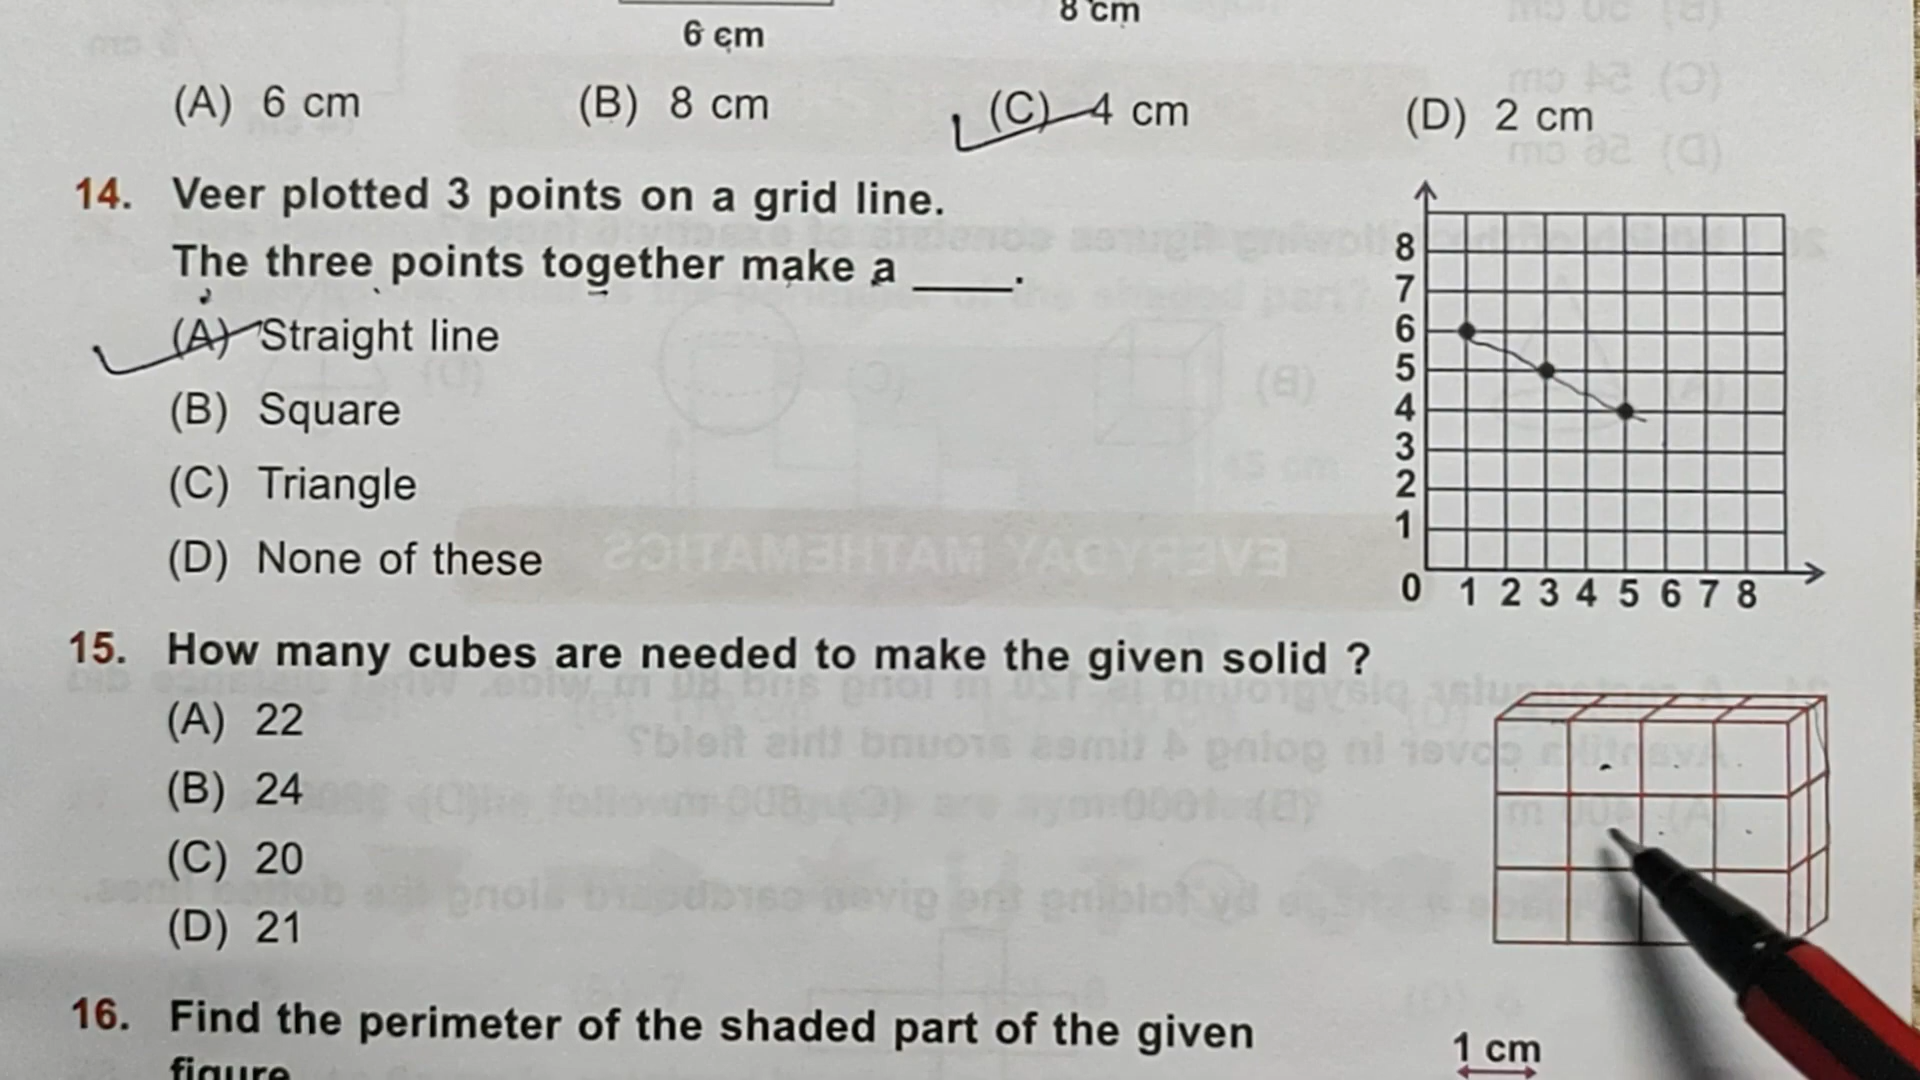 6 cm
8 cm
(A) 6 cm (B) 8 cm (C) 4 cm (D) 2 cm
14. Veer plotted 3 points on a grid line.
The three points together make a ____.
(A) Straight line
(B) Square
(C) Triangle
(D) None of these
8
7
6
5
4
3
2
1
0 1 2 3 4 5 6 7 8
15. How many cubes are needed to make the given solid ?
(A) 22
(B) 24
(C) 20
(D) 21
16. Find the perimeter of the shaded part of the given
figure
1 cm